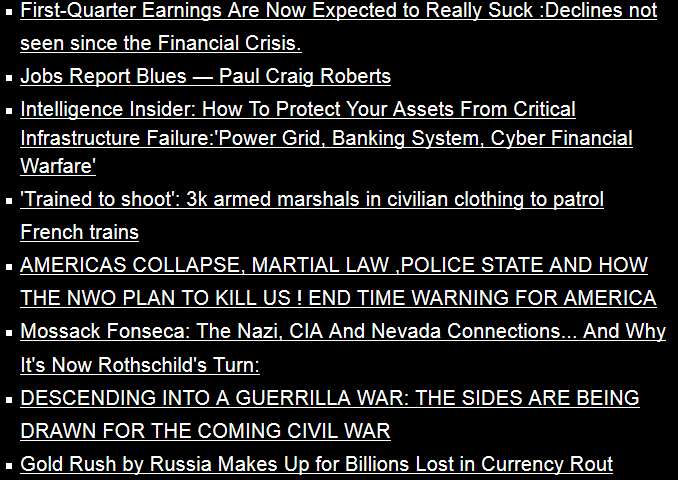 First-Quarter Earnings Are Now Expected to Really Suck :Declines not
seen since the Financial Crisis.
Jobs Report Blues — Paul Craig Roberts
Intelligence Insider: How To Protect Your Assets From Critical
Infrastructure Failure:'Power Grid, Banking System, Cyber Financial
Warfare'
'Trained to shoot': 3k armed marshals in civilian clothing to patrol
French trains
AMERICAS COLLAPSE, MARTIAL LAW ,POLICE STATE AND HOW
THE NWO PLAN TO KILL US ! END TIME WARNING FOR AMERICA
Mossack Fonseca: The Nazi, CIA And Nevada Connections... And Why
It's Now Rothschild's Turn:
DESCENDING INTO A GUERRILLA WAR: THE SIDES ARE BEING
DRAWN FOR THE COMING CIVIL WAR
Gold Rush by Russia Makes Up for Billions Lost in Currency Rout